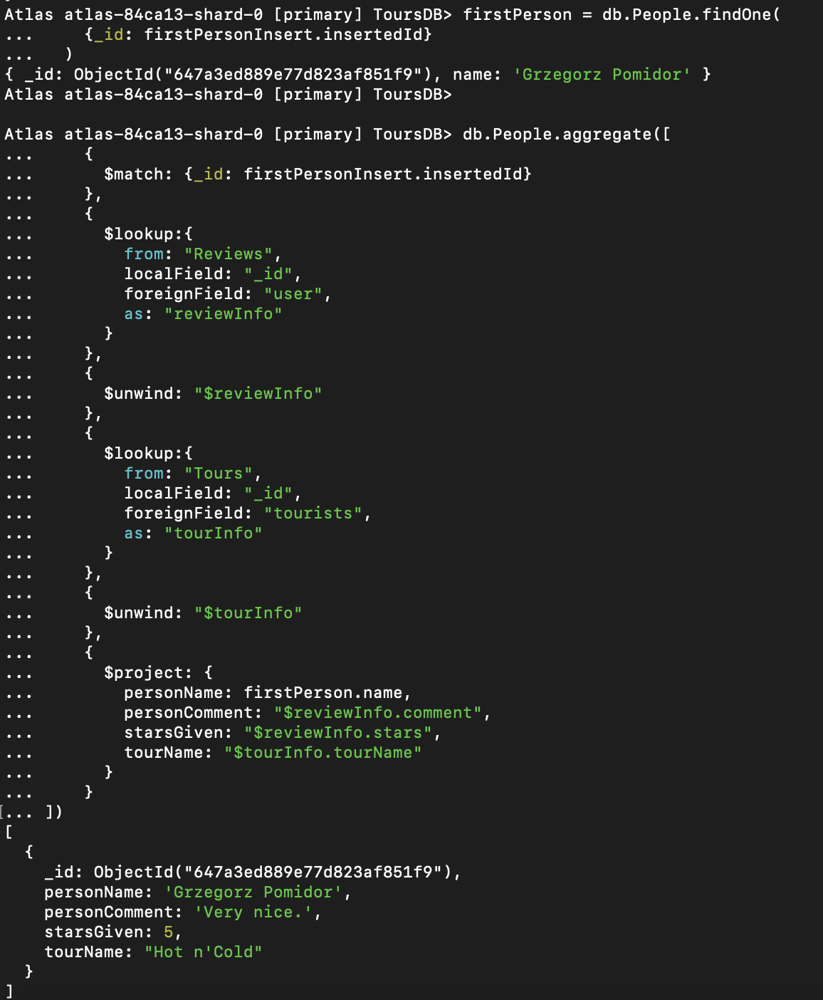 Atlas atlas-84ca13-shard-0 [primary] ToursDB> firstPerson = db.People.findOne(
...     {_id: firstPersonInsert.insertedId}
...   )
{ _id: ObjectId("647a3ed889e77d823af851f9"), name: 'Grzegorz Pomidor' }
Atlas atlas-84ca13-shard-0 [primary] ToursDB>
Atlas atlas-84ca13-shard-0 [primary] ToursDB> db.People.aggregate([
...     {
...       $match: {_id: firstPersonInsert.insertedId}
...     },
...     {
...       $lookup:{
...         from: "Reviews",
...         localField: "_id",
...         foreignField: "user",
...         as: "reviewInfo"
...       }
...     },
...     {
...       $unwind: "$reviewInfo"
...     },
...     {
...       $lookup:{
...         from: "Tours",
...         localField: "_id",
...         foreignField: "tourists",
...         as: "tourInfo"
...       }
...     },
...     {
...       $unwind: "$tourInfo"
...     },
...     {
...       $project: {
...         personName: firstPerson.name,
...         personComment: "$reviewInfo.comment",
...         starsGiven: "$reviewInfo.stars",
...         tourName: "$tourInfo.tourName"
...       }
...     }
[... ])
[
  {
    _id: ObjectId("647a3ed889e77d823af851f9"),
    personName: 'Grzegorz Pomidor',
    personComment: 'Very nice.',
    starsGiven: 5,
    tourName: "Hot n'Cold"
  }
]